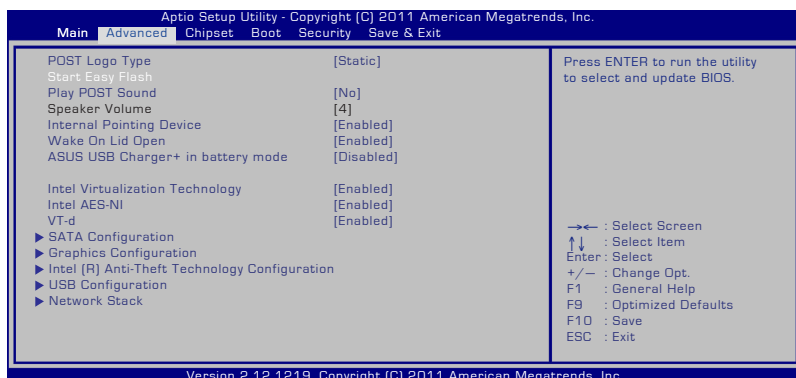 Aptio Setup Utility - Copyright (C) 2011 American Megatrends, Inc.
Main Advanced Chipset Boot Security Save & Exit
POST Logo Type [Static]
Start Easy Flash
Play POST Sound [No]
Speaker Volume [4]
Internal Pointing Device [Enabled]
Wake On Lid Open [Enabled]
ASUS USB Charger+ in battery mode [Disabled]
Intel Virtualization Technology [Enabled]
Intel AES-NI [Enabled]
VT-d [Enabled]
SATA Configuration
Graphics Configuration
Intel (R) Anti-Theft Technology Configuration
USB Configuration
Network Stack
Press ENTER to run the utility
to select and update BIOS.
→← : Select Screen
↑↓ : Select Item
Enter : Select
+/— : Change Opt.
F1 : General Help
F9 : Optimized Defaults
F10 : Save
ESC : Exit
Version 2.12.1219. Copyright (C) 2011 American Megatrends, Inc.